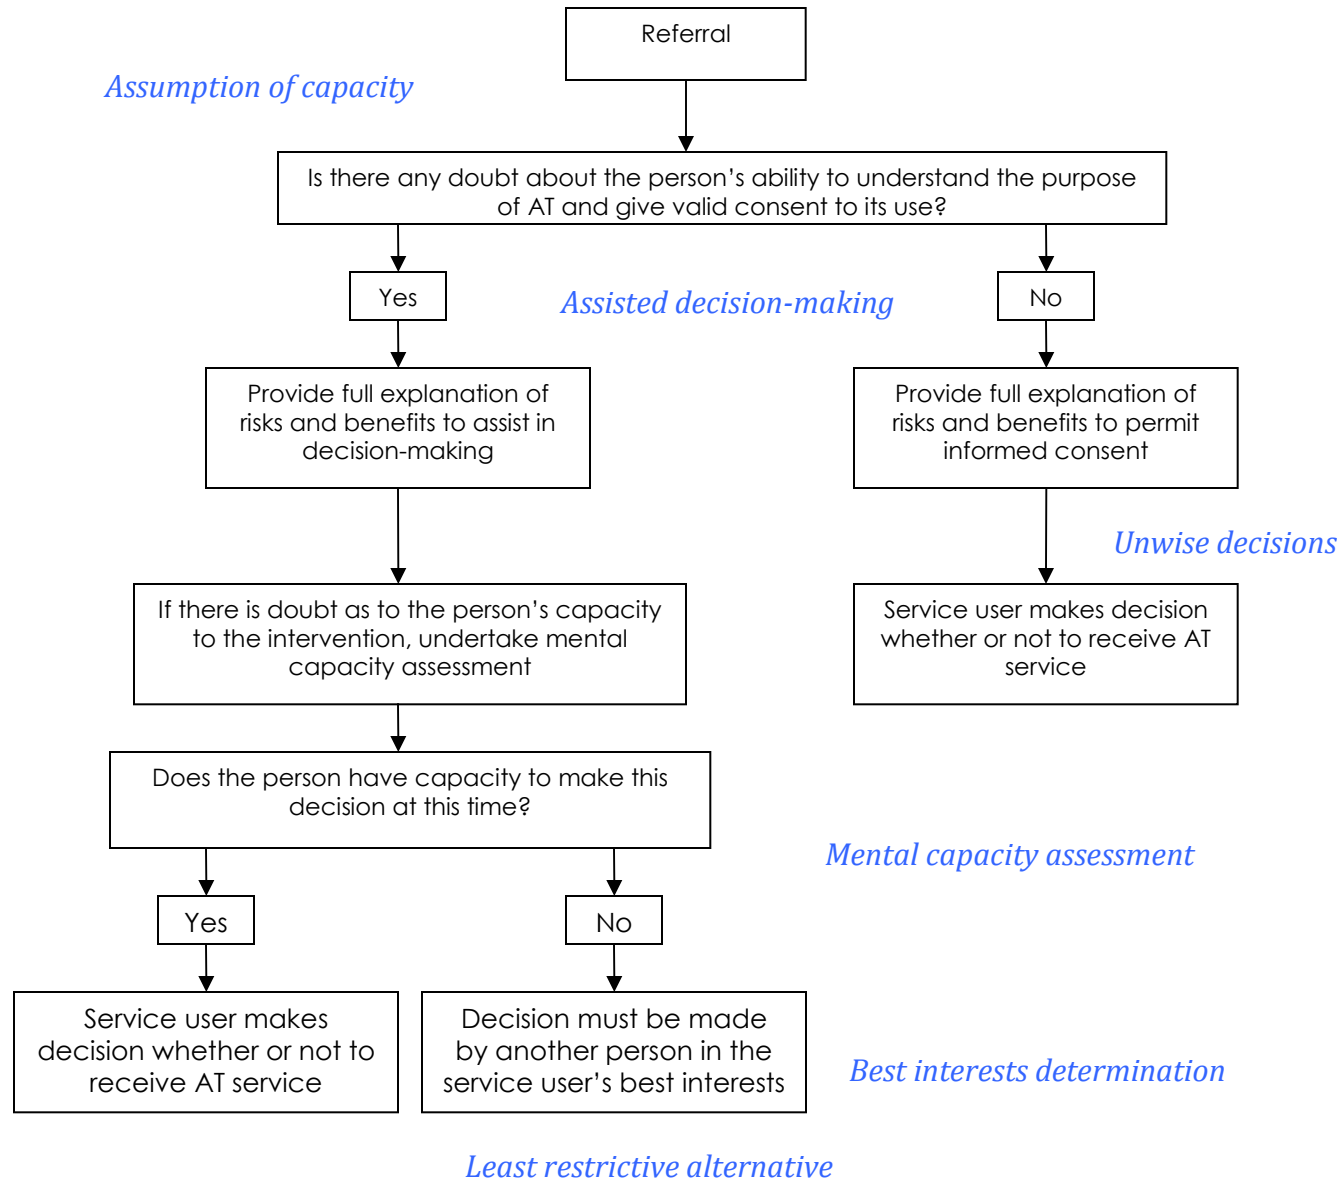 Referral
Assumption of capacity
Is there any doubt about the person’s ability to understand the purpose
of AT and give valid consent to its use?
Yes
Assisted decision-making
No
Provide full explanation of
risks and benefits to assist in
decision-making
Provide full explanation of
risks and benefits to permit
informed consent
Unwise decisions
If there is doubt as to the person’s capacity
to the intervention, undertake mental
capacity assessment
Service user makes decision
whether or not to receive AT
service
Does the person have capacity to make this
decision at this time?
Mental capacity assessment
Yes
No
Service user makes
decision whether or not to
receive AT service
Decision must be made
by another person in the
service user’s best interests
Best interests determination
Least restrictive alternative